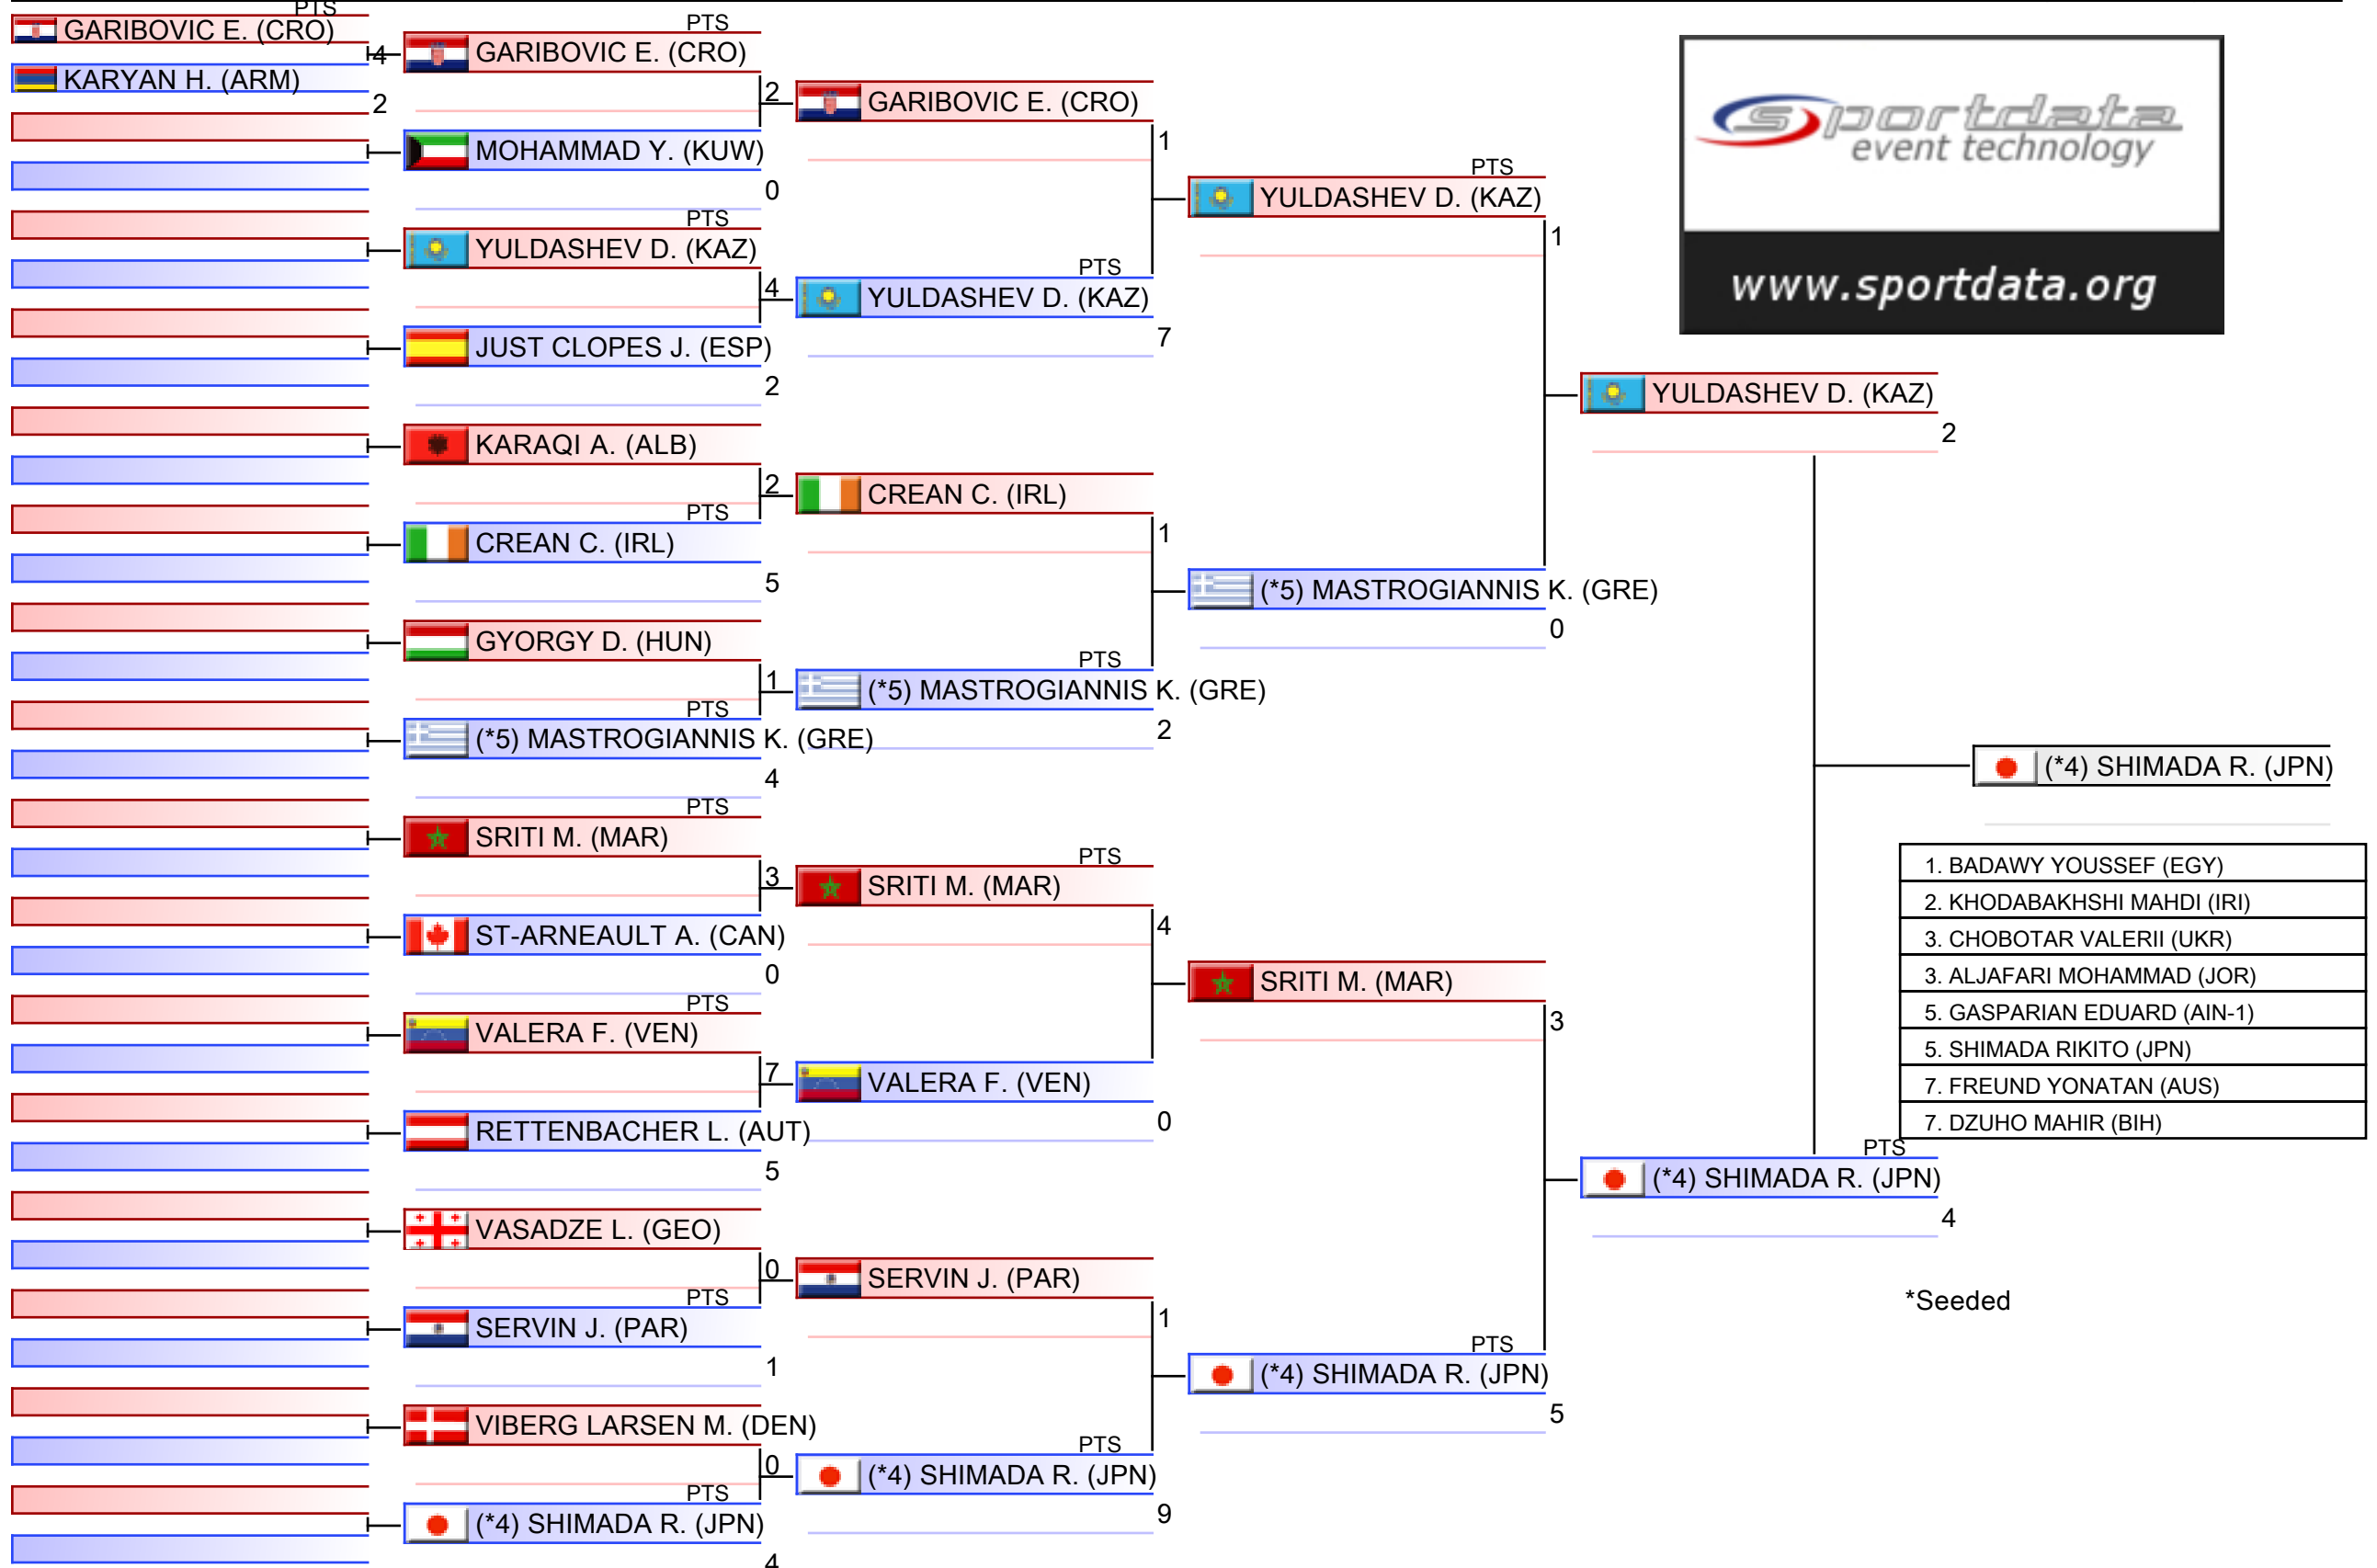 PTS
GARIBOVIC E. (CRO)
4
KARYAN H. (ARM)
2
PTS
GARIBOVIC E. (CRO)
2
MOHAMMAD Y. (KUW)
0
PTS
YULDASHEV D. (KAZ)
4
JUST CLOPES J. (ESP)
2
KARAQI A. (ALB)
2
PTS
CREAN C. (IRL)
5
GYORGY D. (HUN)
1
PTS
(*5) MASTROGIANNIS K. (GRE)
4
PTS
SRITI M. (MAR)
3
ST-ARNEAULT A. (CAN)
0
PTS
VALERA F. (VEN)
7
RETTENBACHER L. (AUT)
5
VASADZE L. (GEO)
0
PTS
SERVIN J. (PAR)
1
VIBERG LARSEN M. (DEN)
0
PTS
(*4) SHIMADA R. (JPN)
4
GARIBOVIC E. (CRO)
1
PTS
YULDASHEV D. (KAZ)
7
CREAN C. (IRL)
1
PTS
(*5) MASTROGIANNIS K. (GRE)
2
PTS
SRITI M. (MAR)
4
VALERA F. (VEN)
0
SERVIN J. (PAR)
1
PTS
(*4) SHIMADA R. (JPN)
9
PTS
YULDASHEV D. (KAZ)
1
(*5) MASTROGIANNIS K. (GRE)
0
SRITI M. (MAR)
3
PTS
(*4) SHIMADA R. (JPN)
5
YULDASHEV D. (KAZ)
2
PTS
(*4) SHIMADA R. (JPN)
4
(*4) SHIMADA R. (JPN)
sportdata
event technology
www.sportdata.org
1. BADAWY YOUSSEF (EGY)
2. KHODABAKHSHI MAHDI (IRI)
3. CHOBOTAR VALERII (UKR)
3. ALJAFARI MOHAMMAD (JOR)
5. GASPARIAN EDUARD (AIN-1)
5. SHIMADA RIKITO (JPN)
7. FREUND YONATAN (AUS)
7. DZUHO MAHIR (BIH)
*Seeded